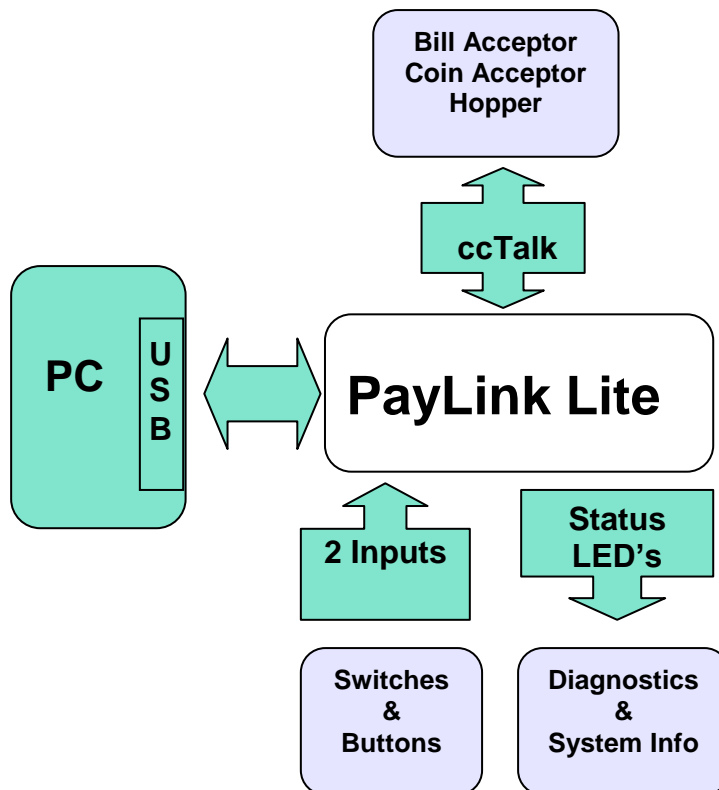 Bill Acceptor
Coin Acceptor
Hopper
ccTalk
PC
U
S
B
PayLink Lite
2 Inputs
Status
LED's
Switches
&
Buttons
Diagnostics
&
System Info